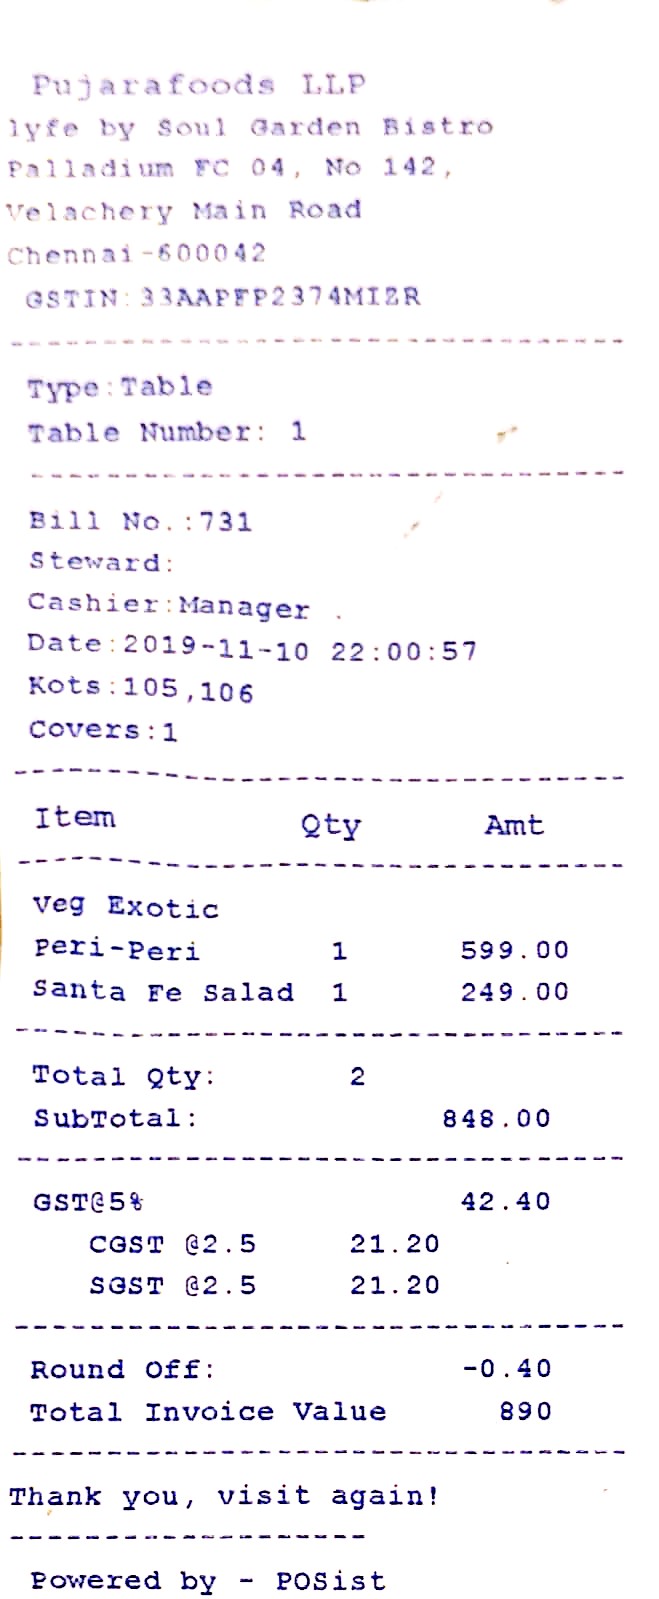 Pujarafoods LLP
lyfe by Soul Garden Bistro
Palladium FC 04, No 142,
Velachery Main Road
Chennai-600042
GSTIN:33AAPFP2374MIZR
Type:Table
Table Number: 1
Bill No.:731
Steward:
Cashier:Manager
Date:2019-11-10 22:00:57
Kots:105,106
Covers:1
Item Qty Amt
Veg Exotic
Peri-Peri 1 599.00
Santa Fe Salad 1 249.00
Total Qty: 2
SubTotal: 848.00
GST@5% 42.40
CGST @2.5 21.20
SGST @2.5 21.20
Round Off: -0.40
Total Invoice Value 890
Thank you, visit again!
Powered by - POSist